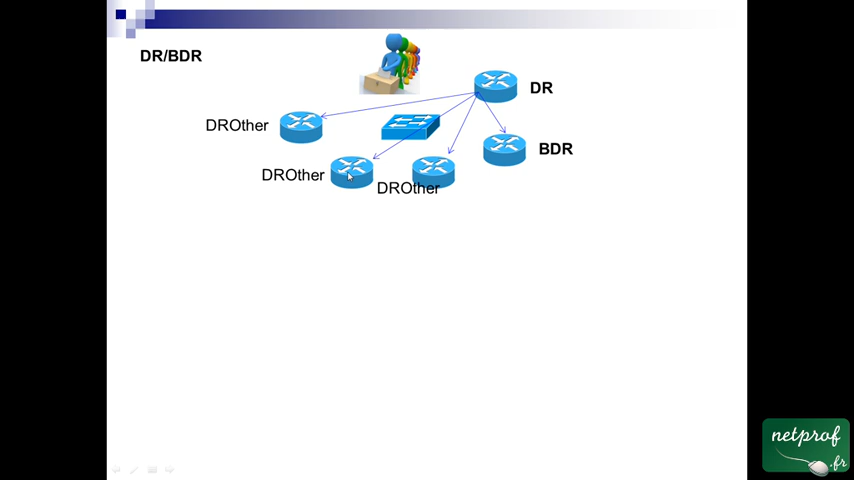 DR/BDR
DR
DROther
BDR
DROther
DROther
netprof
.fr